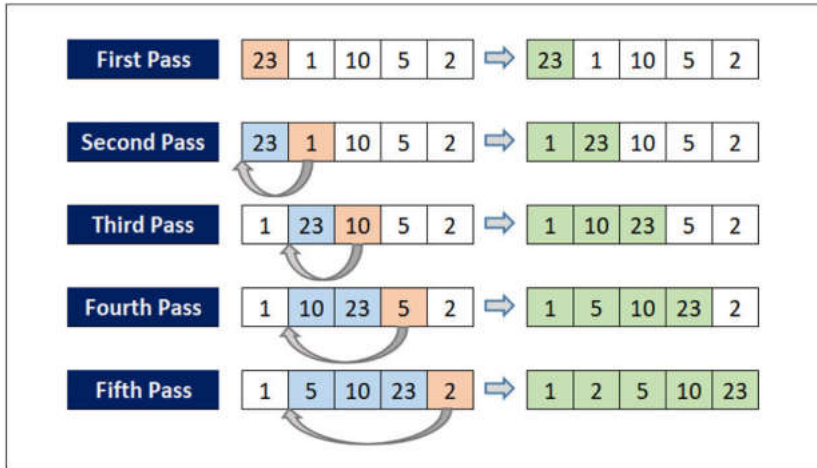 First Pass 23 1 10 5 2 23 1 10 5 2
Second Pass 23 1 10 5 2 1 23 10 5 2
Third Pass 1 23 10 5 2 1 10 23 5 2
Fourth Pass 1 10 23 5 2 1 5 10 23 2
Fifth Pass 1 5 10 23 2 1 2 5 10 23